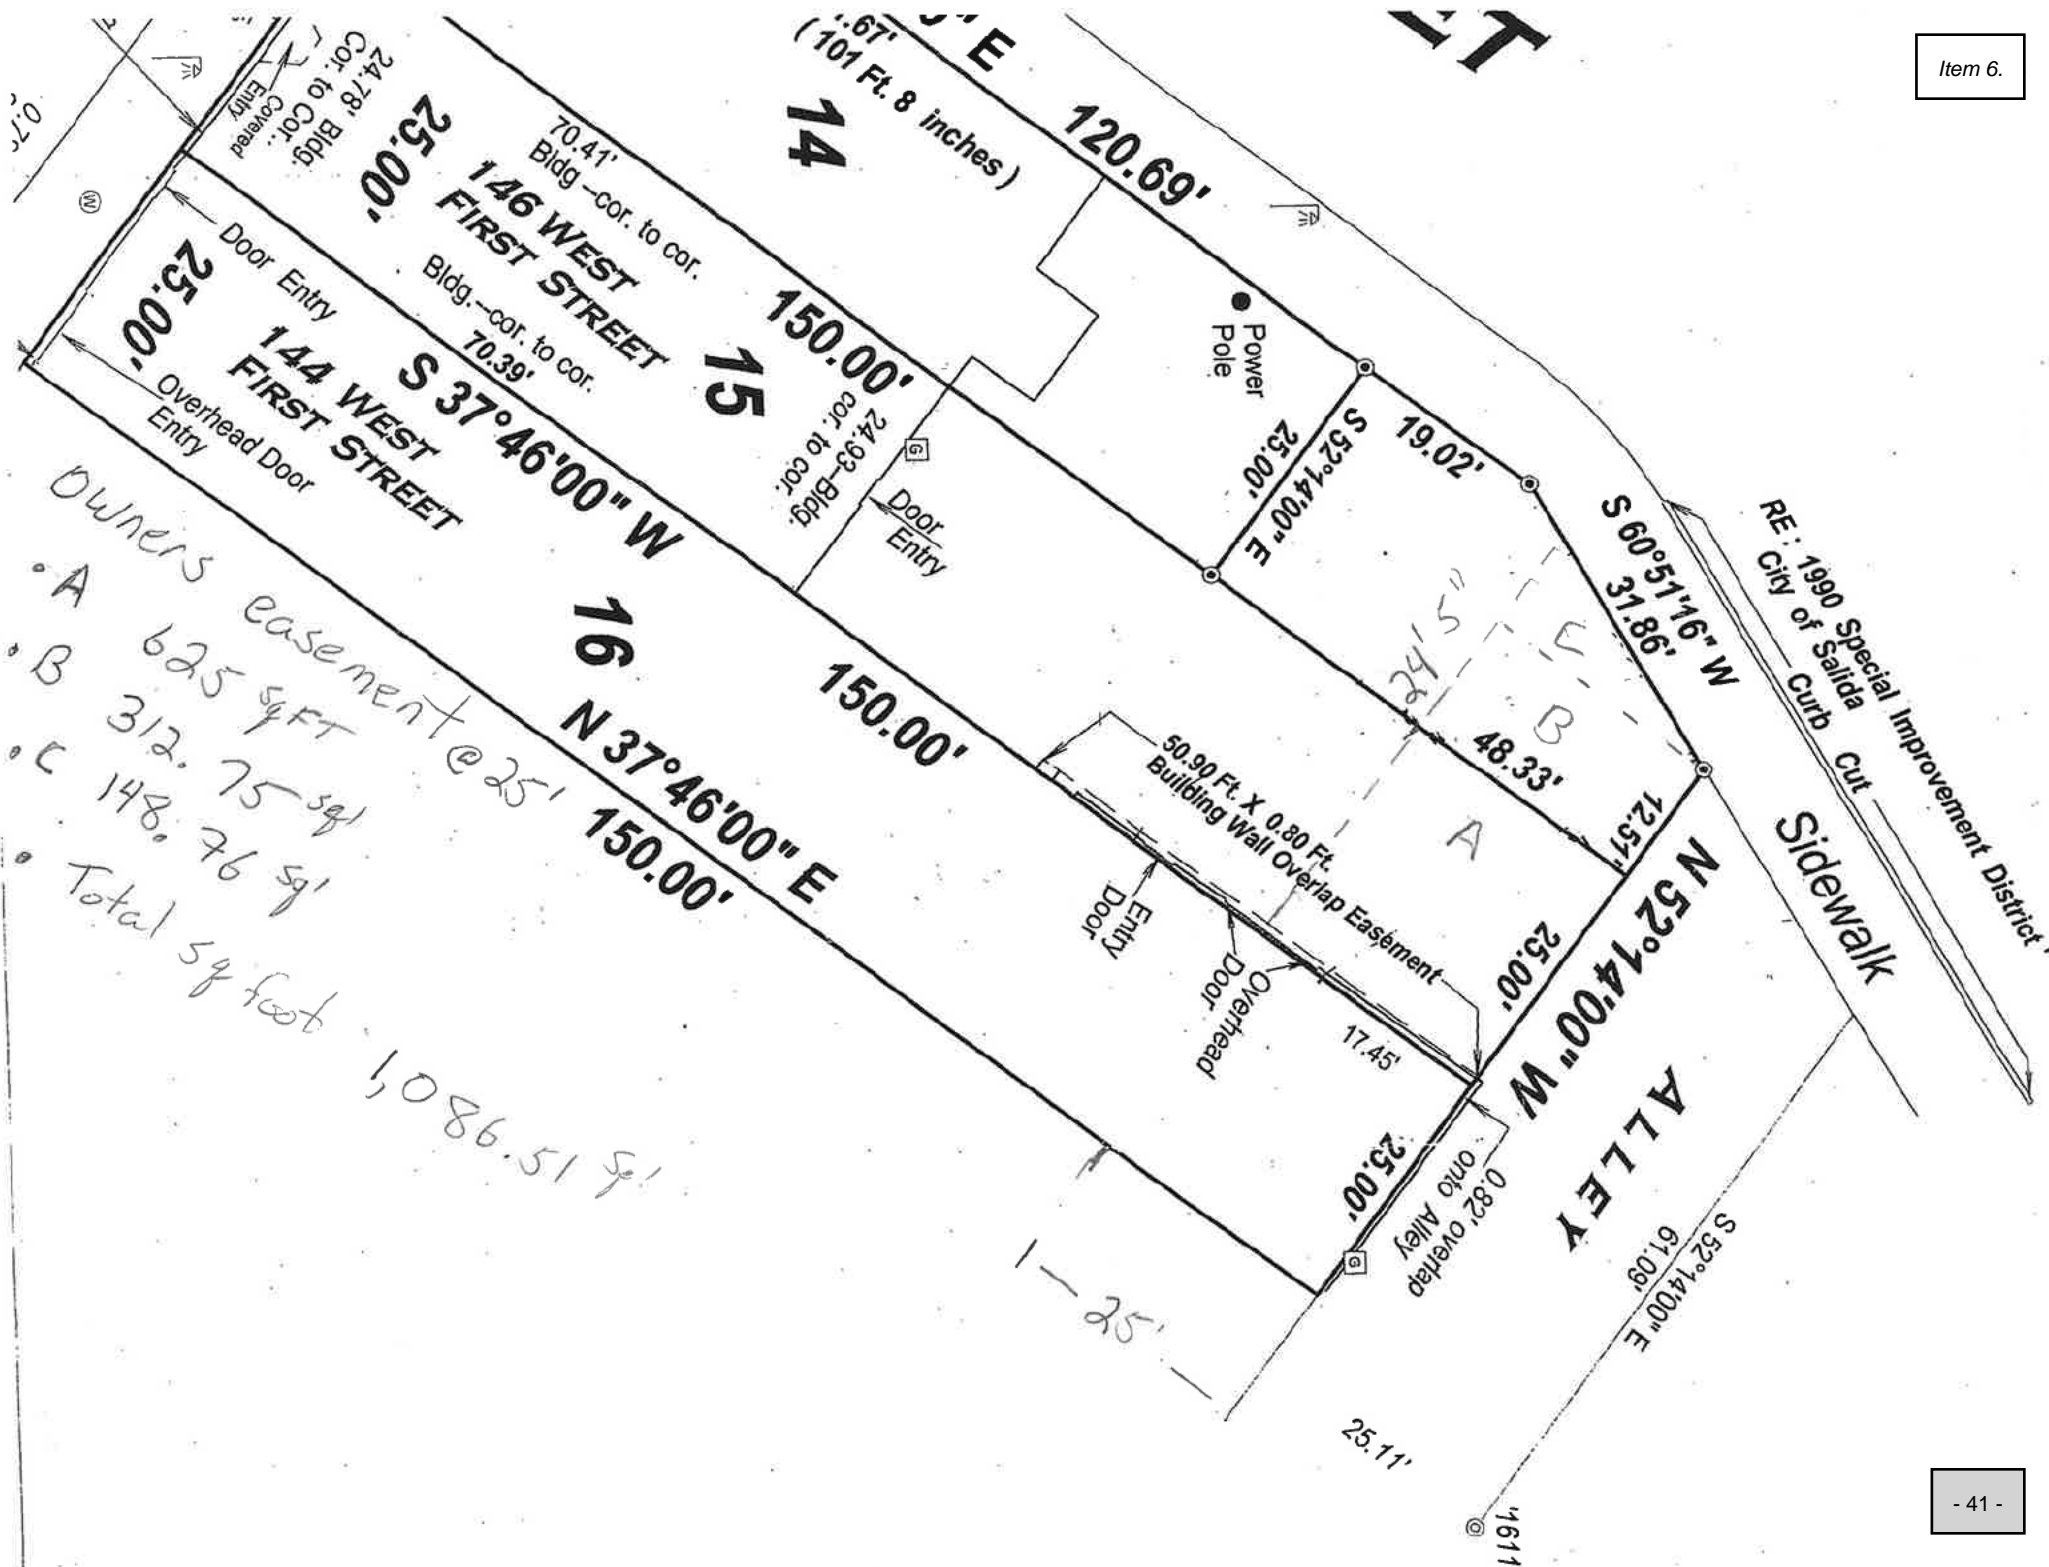 Item 6.
ET
" E
.67'
( 101 Ft. 8 inches )
120.69'
14
24.78' Bldg.
Cor. to Cor.
Covered
Entry
25.00'
70.41'
Bldg –cor. to cor.
146 WEST
FIRST STREET
Bldg.--cor. to cor.
70.39'
150.00'
15
24.93–Bldg.
cor. to cor.
G
Door
Entry
Power
Pole
S 52°14'00" E
25.00'
19.02'
S 60°51'16" W
31.86'
RE: 1990 Special Improvement District
City of Salida
Curb Cut
Sidewalk
W
Door Entry
25.00'
144 WEST
FIRST STREET
Overhead Door
Entry
S 37°46'00" W
150.00'
16
N 37°46'00" E
150.00'
24' 5"
B
A
48.33'
12.51'
50.90 Ft. X 0.80 Ft.
Building Wall Overlap Easement
Entry
Door
Overhead
Door
17.45'
25.00'
N 52°14'00" W
ALLEY
25.00'
0.82' overlap
onto Alley
G
S 52°14'00" E
61.09'
25.11'
1611
25'
Owners easement @ 25'
• A 625 sq FT
• B 312.75 sq'
• C 148.76 sq'
• Total sq foot 1,086.51 sq'
- 41 -